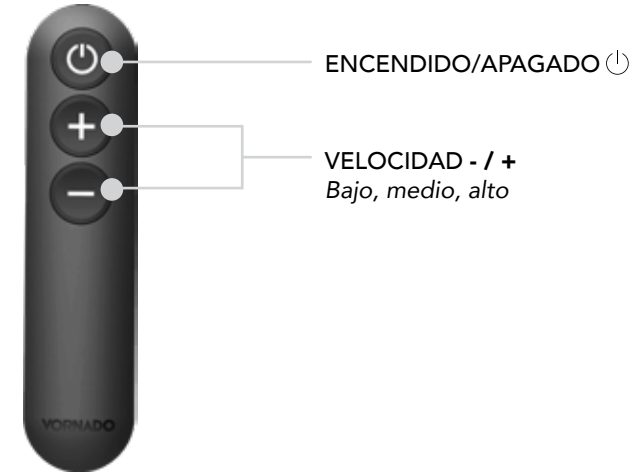 ENCENDIDO/APAGADO
VELOCIDAD - / +
Bajo, medio, alto
VORNADO